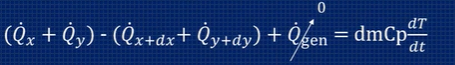 0
(Q̇ₓ + Q̇ᵧ) - (Q̇ₓ₊dx + Q̇ᵧ₊dy) + Q̇gen = dmCp dT/dt